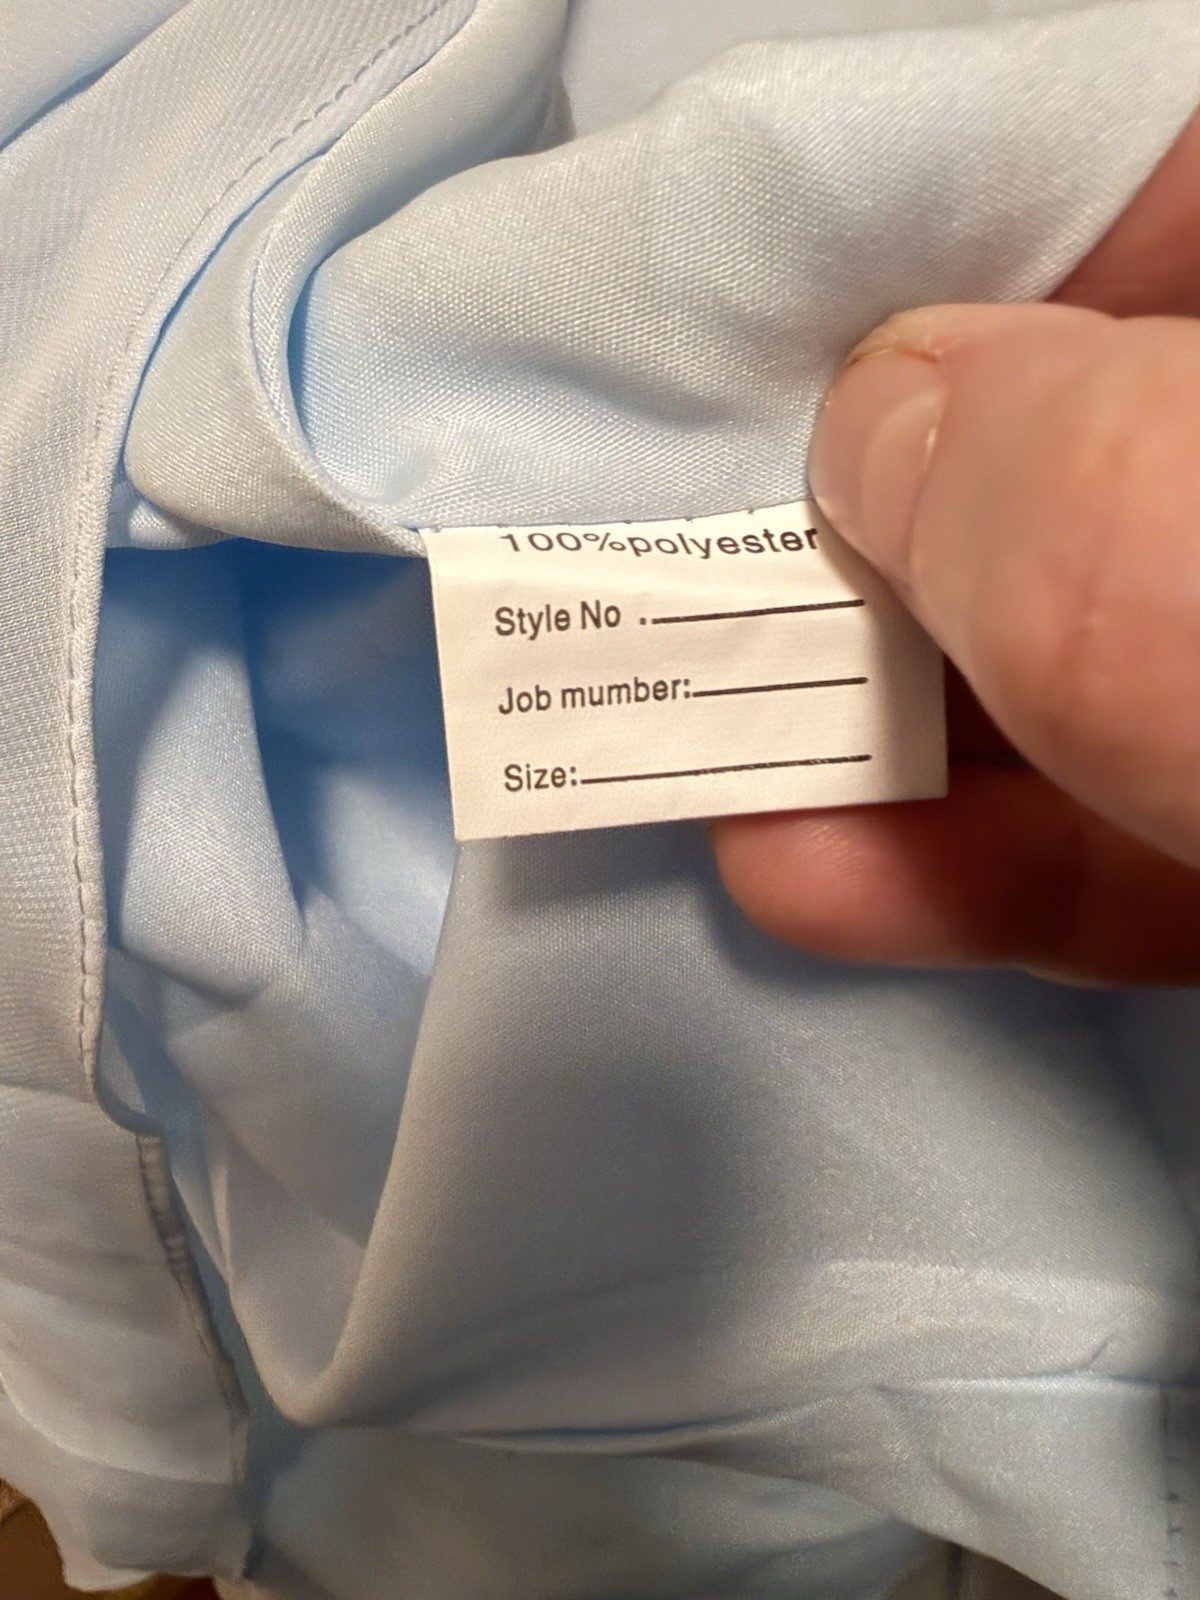 100%polyester
Style No .
Job mumber:
Size: